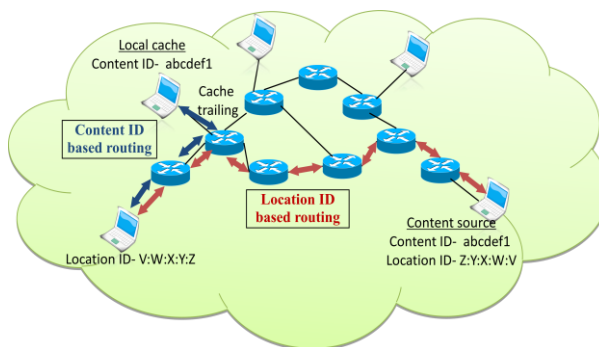 Local cache
Content ID- abcdef1
Cache
trailing
Content ID
based routing
Location ID
based routing
Location ID- V:W:X:Y:Z
Content source
Content ID- abcdef1
Location ID- Z:Y:X:W:V